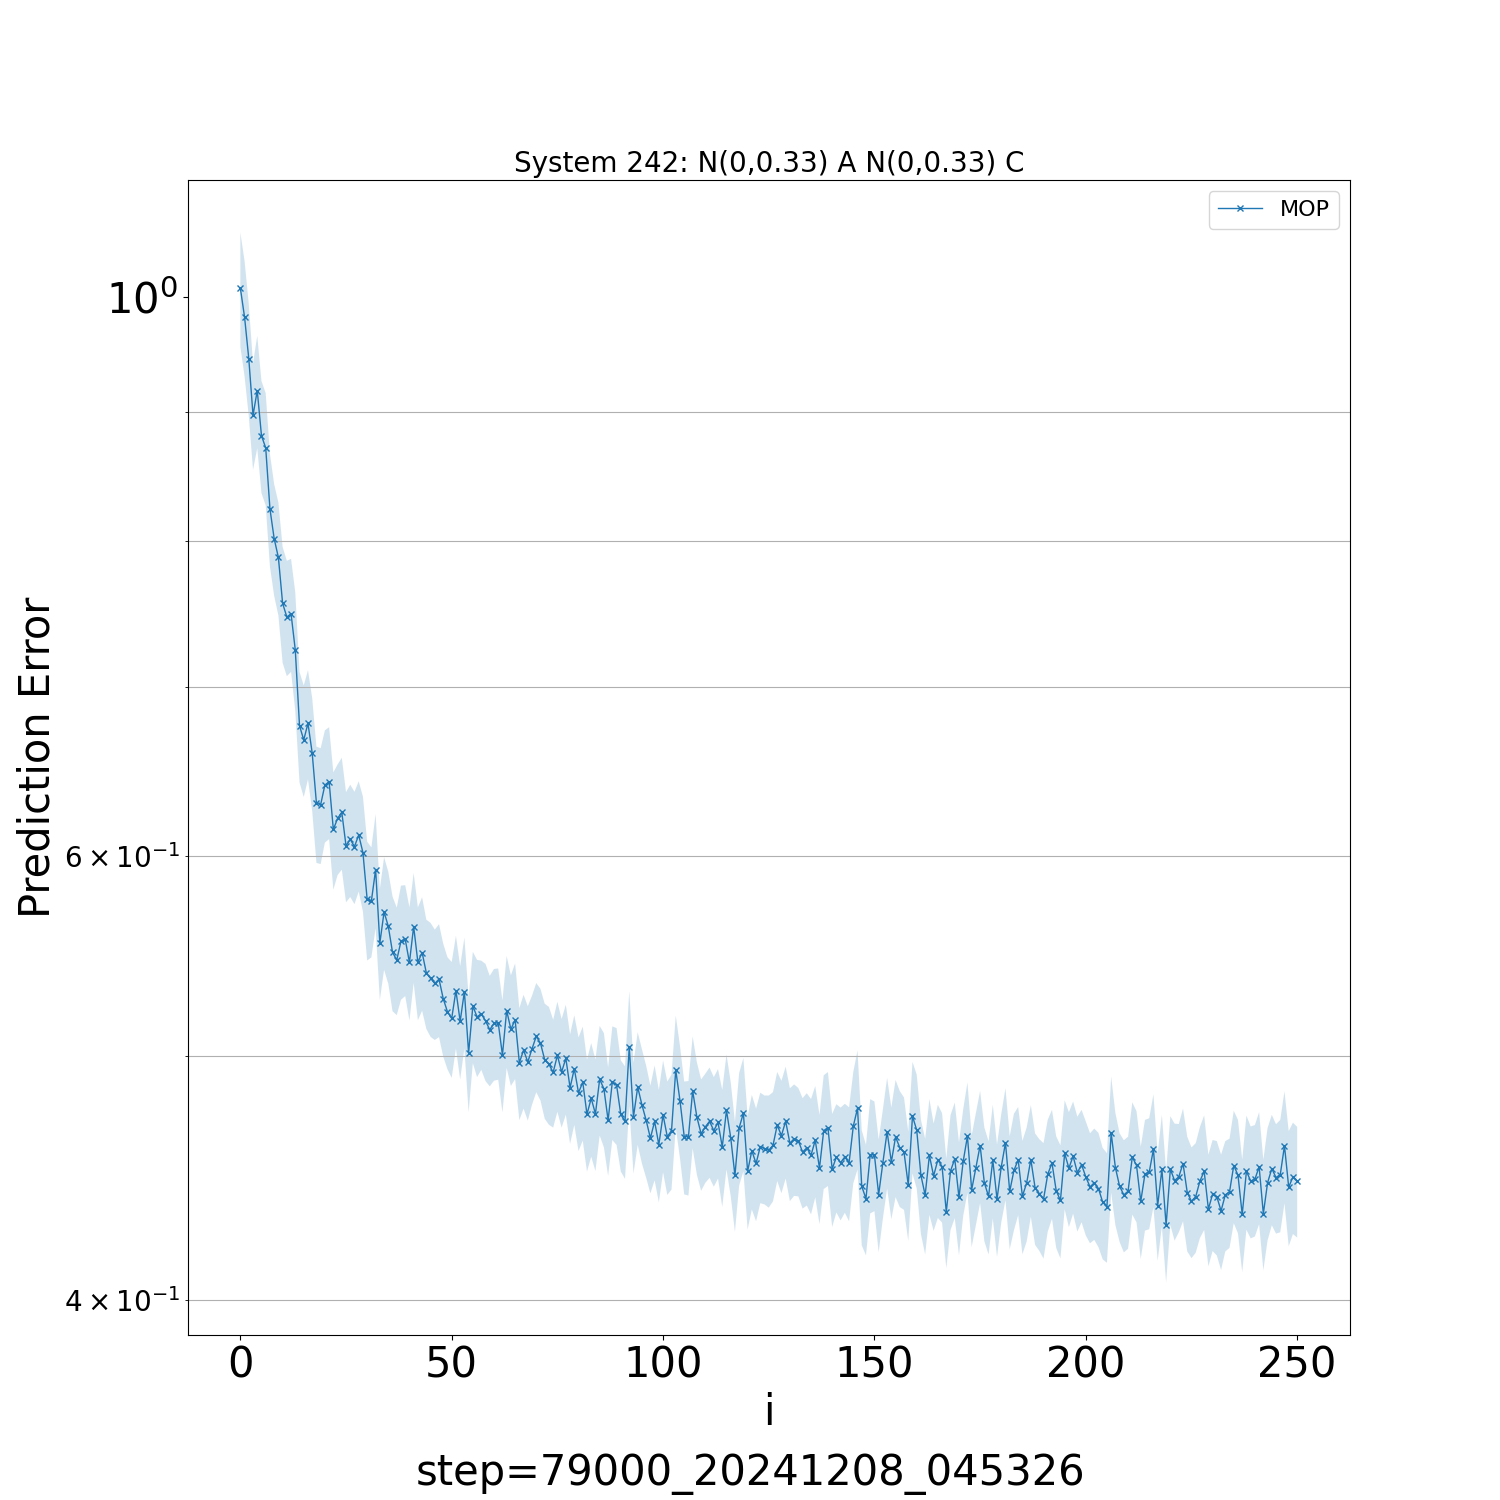 System 242: N(0,0.33) A N(0,0.33) C
MOP
10⁰
6 × 10⁻¹
4 × 10⁻¹
Prediction Error
0 50 100 150 200 250
i
step=79000_20241208_045326